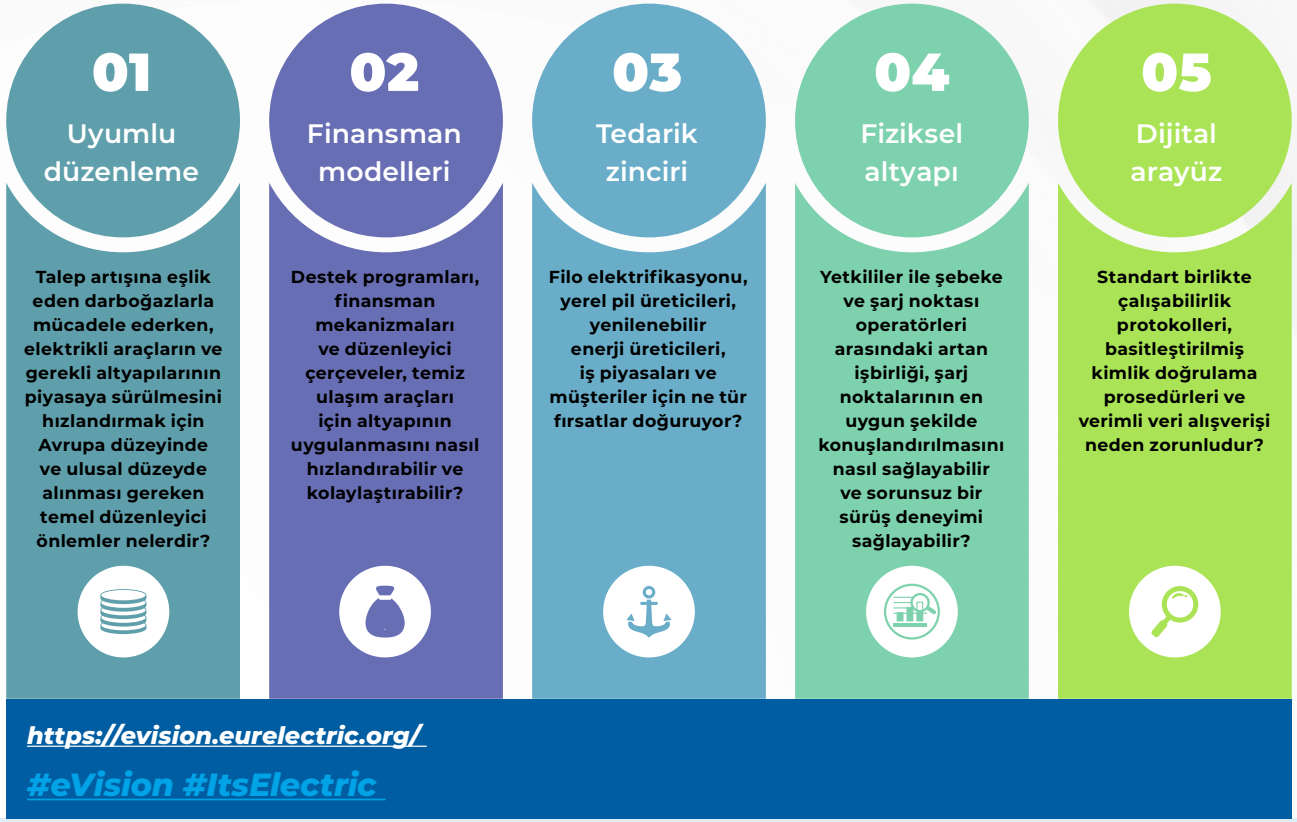 01
Uyumlu
düzenleme
Talep artışına eşlik
eden darboğazlarla
mücadele ederken,
elektrikli araçların ve
gerekli altyapılarının
piyasaya sürülmesini
hızlandırmak için
Avrupa düzeyinde
ve ulusal düzeyde
alınması gereken
temel düzenleyici
önlemler nelerdir?
02
Finansman
modelleri
Destek programları,
finansman
mekanizmaları
ve düzenleyici
çerçeveler, temiz
ulaşım araçları
için altyapının
uygulanmasını nasıl
hızlandırabilir ve
kolaylaştırabilir?
03
Tedarik
zinciri
Filo elektrifikasyonu,
yerel pil üreticileri,
yenilenebilir
enerji üreticileri,
iş piyasaları ve
müşteriler için ne tür
fırsatlar doğuruyor?
04
Fiziksel
altyapı
Yetkililer ile şebeke
ve şarj noktası
operatörleri
arasındaki artan
işbirliği, şarj
noktalarının en
uygun şekilde
konuşlandırılmasını
nasıl sağlayabilir
ve sorunsuz bir
sürüş deneyimi
sağlayabilir?
05
Dijital
arayüz
Standart birlikte
çalışabilirlik
protokolleri,
basitleştirilmiş
kimlik doğrulama
prosedürleri ve
verimli veri alışverişi
neden zorunludur?
https://evision.eurelectric.org/
#eVision #ItsElectric